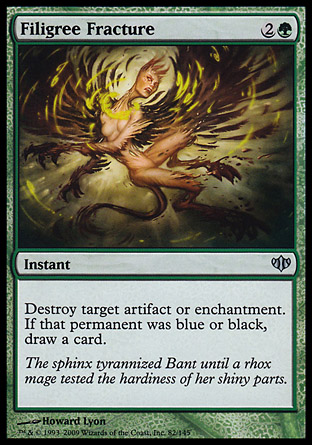 Filigree Fracture 2
Instant
Destroy target artifact or enchantment.
If that permanent was blue or black,
draw a card.
The sphinx tyrannized Bant until a rhox
mage tested the hardiness of her shiny parts.
Howard Lyon
™ & © 1993–2009 Wizards of the Coast, Inc. 82/145